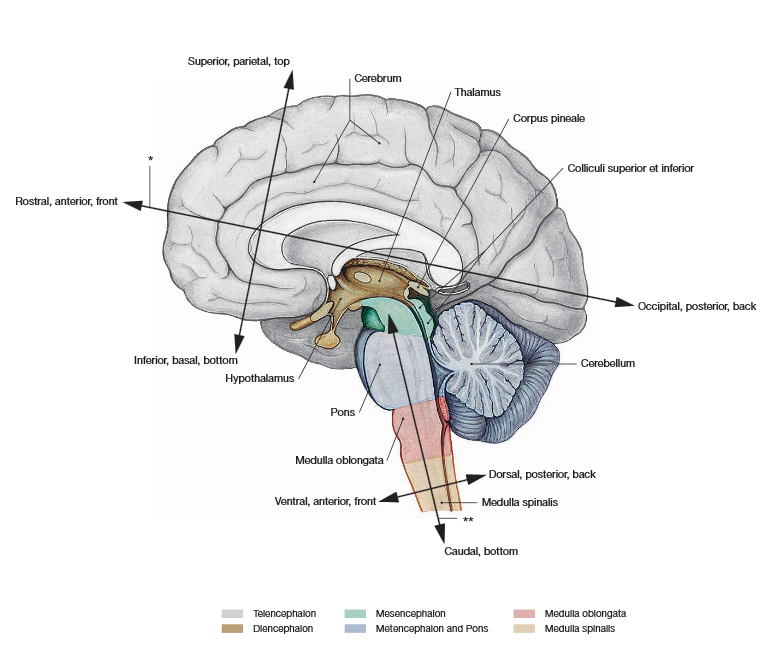 Superior, parietal, top
Cerebrum
Thalamus
Corpus pineale
*
Colliculi superior et inferior
Rostral, anterior, front
Occipital, posterior, back
Inferior, basal, bottom
Cerebellum
Hypothalamus
Pons
Medulla oblongata
Dorsal, posterior, back
Ventral, anterior, front
Medulla spinalis
**
Caudal, bottom
Telencephalon
Mesencephalon
Medulla oblongata
Diencephalon
Metencephalon and Pons
Medulla spinalis